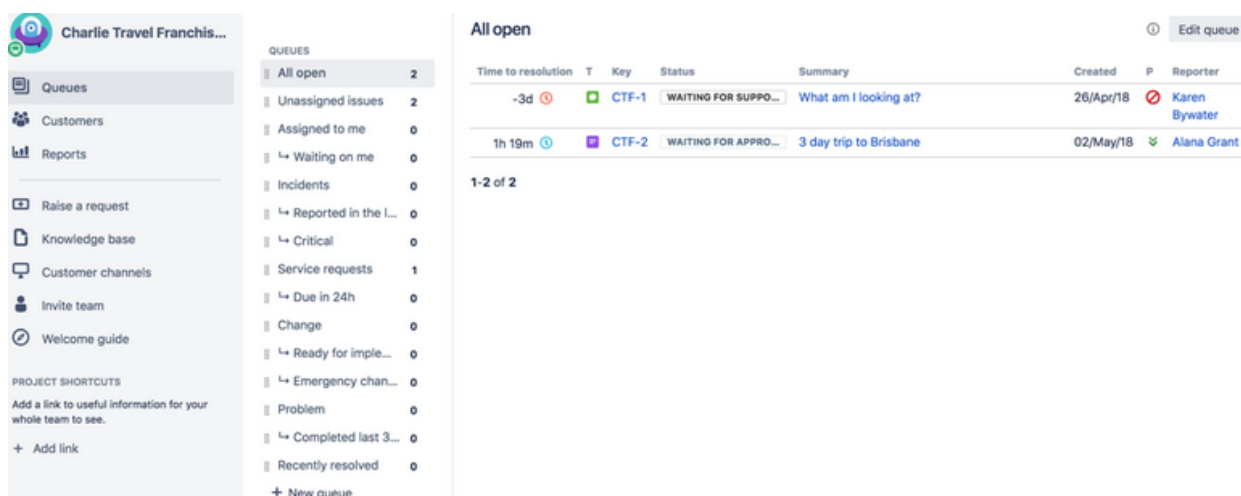 Charlie Travel Franchis...
Queues
Customers
Reports
Raise a request
Knowledge base
Customer channels
Invite team
Welcome guide
PROJECT SHORTCUTS
Add a link to useful information for your
whole team to see.
+ Add link
QUEUES
All open 2
Unassigned issues 2
Assigned to me 0
↳ Waiting on me 0
Incidents 0
↳ Reported in the l... 0
↳ Critical 0
Service requests 1
↳ Due in 24h 0
Change 0
↳ Ready for imple... 0
↳ Emergency chan... 0
Problem 0
↳ Completed last 3... 0
Recently resolved 0
+ New queue
All open
Edit queue
Time to resolution T Key Status Summary Created P Reporter
-3d CTF-1 WAITING FOR SUPPO... What am I looking at? 26/Apr/18 Karen
Bywater
1h 19m CTF-2 WAITING FOR APPRO... 3 day trip to Brisbane 02/May/18 Alana Grant
1-2 of 2